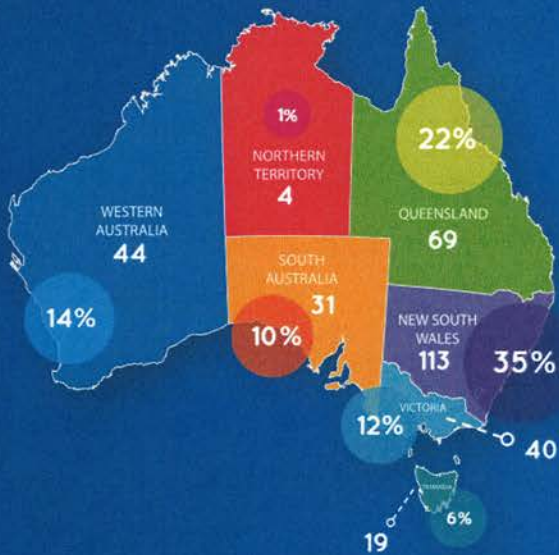 1%
NORTHERN
TERRITORY
4
22%
QUEENSLAND
69
WESTERN
AUSTRALIA
44
14%
SOUTH
AUSTRALIA
31
10%
NEW SOUTH
WALES
113
35%
VICTORIA
12%
40
TASMANIA
6%
19